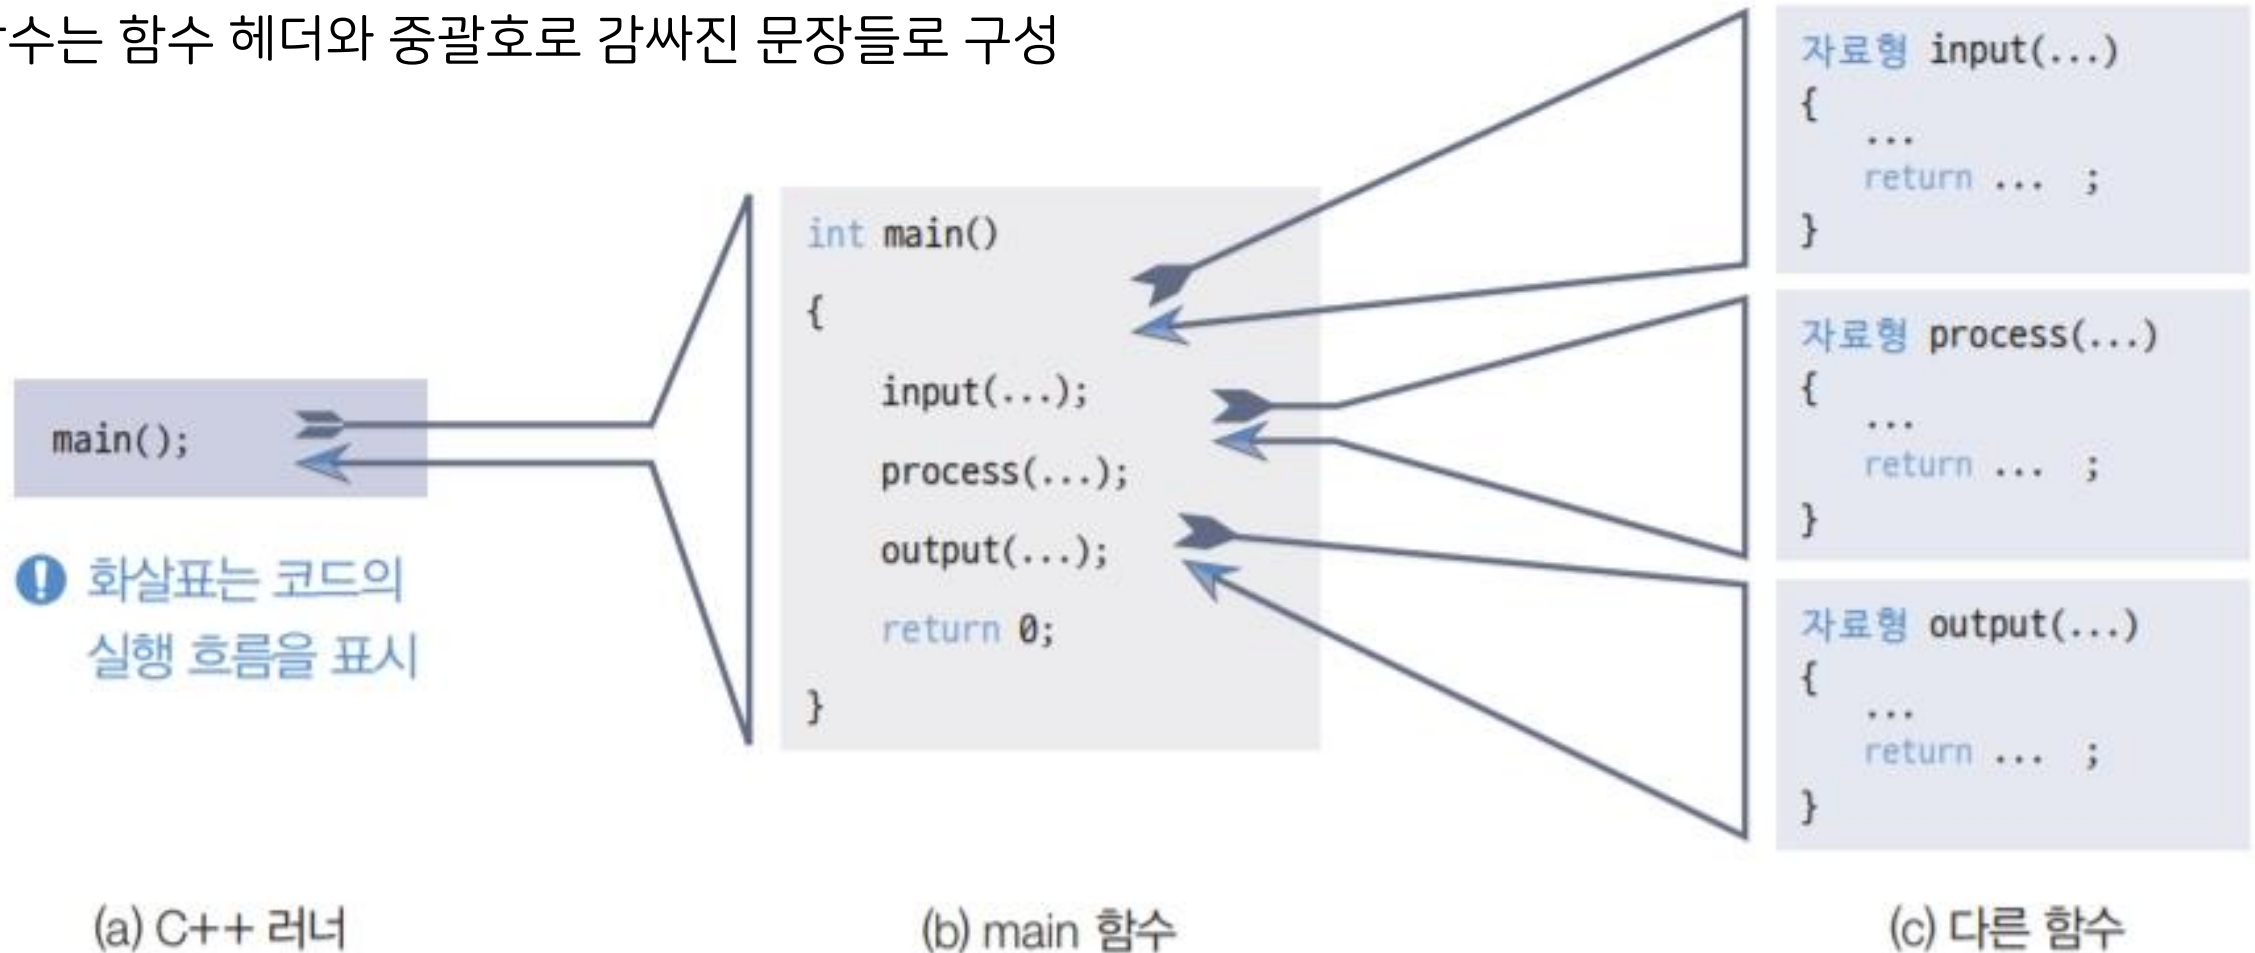 수는 함수 헤더와 중괄호로 감싸진 문장들로 구성
main();
! 화살표는 코드의
실행 흐름을 표시
(a) C++ 러너
int main()
{
input(...);
process(...);
output(...);
return 0;
}
(b) main 함수
자료형 input(...)
{
...
return ... ;
}
자료형 process(...)
{
...
return ... ;
}
자료형 output(...)
{
...
return ... ;
}
(c) 다른 함수